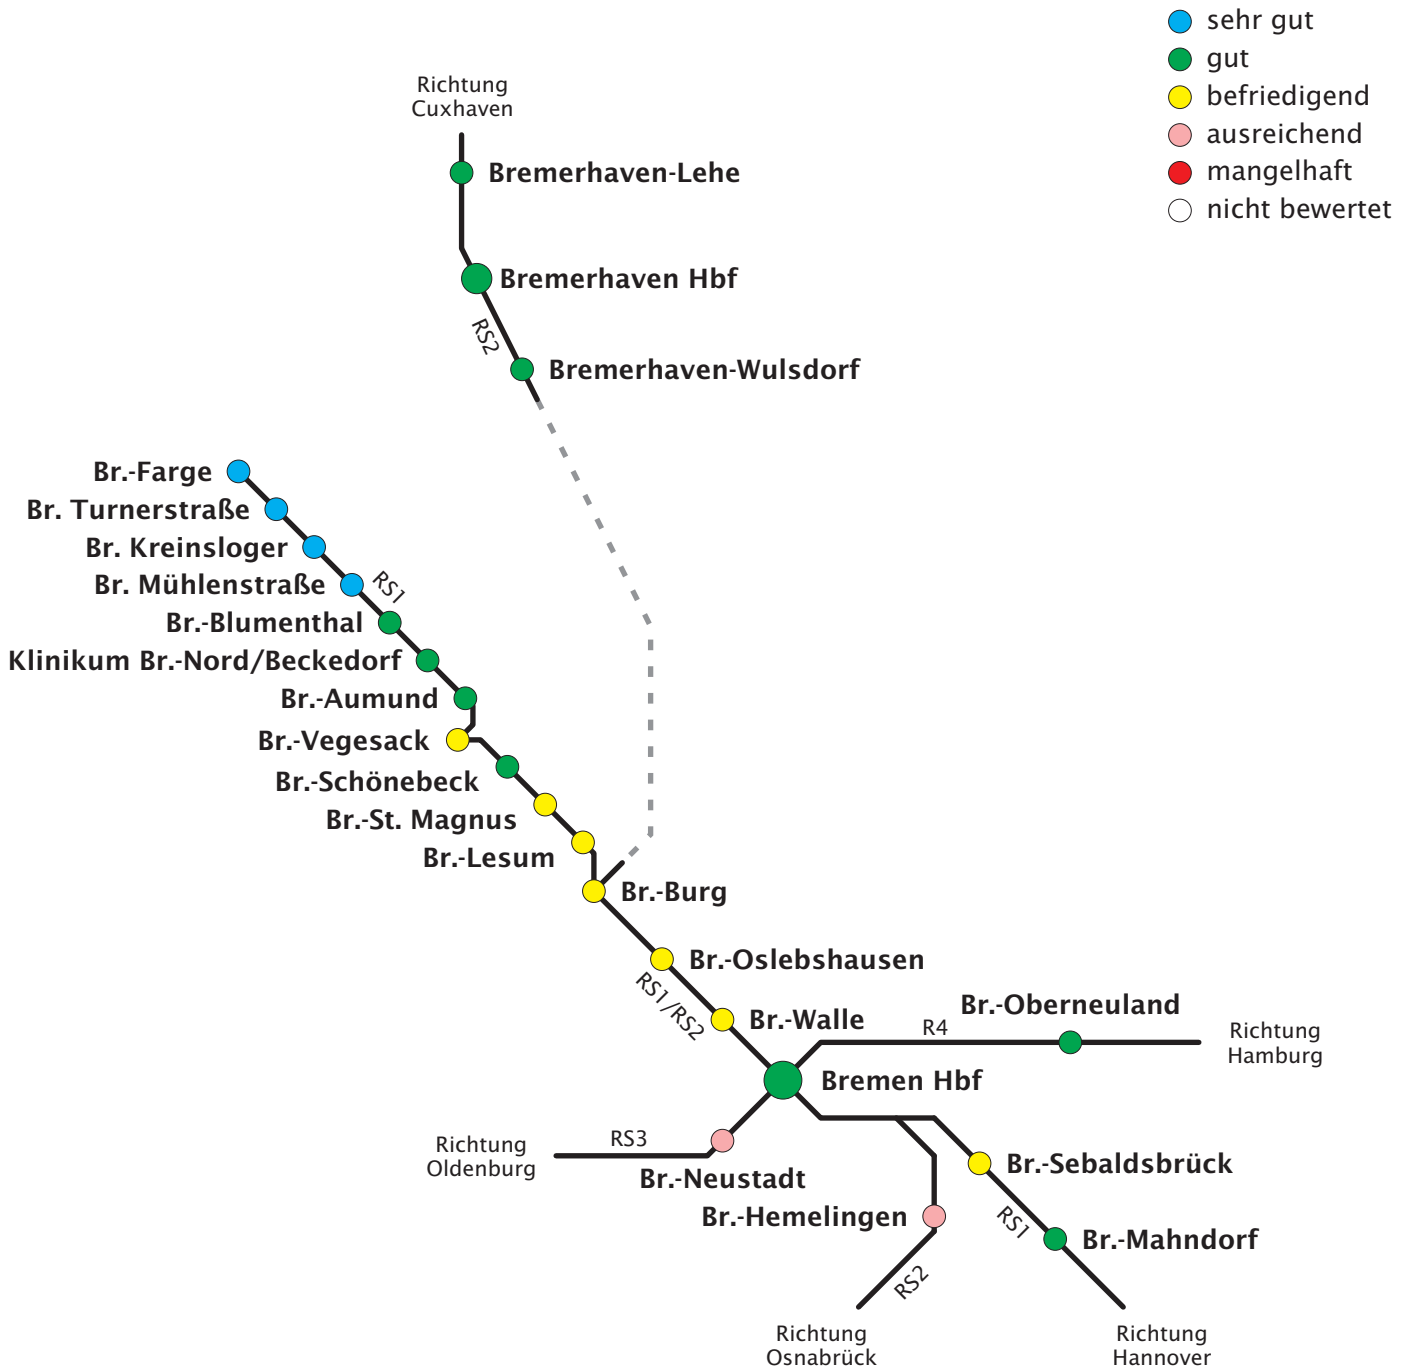 sehr gut
gut
befriedigend
ausreichend
mangelhaft
nicht bewertet
Richtung
Cuxhaven
Bremerhaven-Lehe
Bremerhaven Hbf
RS2
Bremerhaven-Wulsdorf
Br.-Farge
Br. Turnerstraße
Br. Kreinsloger
Br. Mühlenstraße
RS1
Br.-Blumenthal
Klinikum Br.-Nord/Beckedorf
Br.-Aumund
Br.-Vegesack
Br.-Schönebeck
Br.-St. Magnus
Br.-Lesum
Br.-Burg
Br.-Oslebshausen
RS1/RS2
Br.-Walle
Br.-Oberneuland
R4
Richtung
Hamburg
Bremen Hbf
RS3
Richtung
Oldenburg
Br.-Neustadt
Br.-Sebaldsbrück
Br.-Hemelingen
RS1
Br.-Mahndorf
RS2
Richtung
Osnabrück
Richtung
Hannover